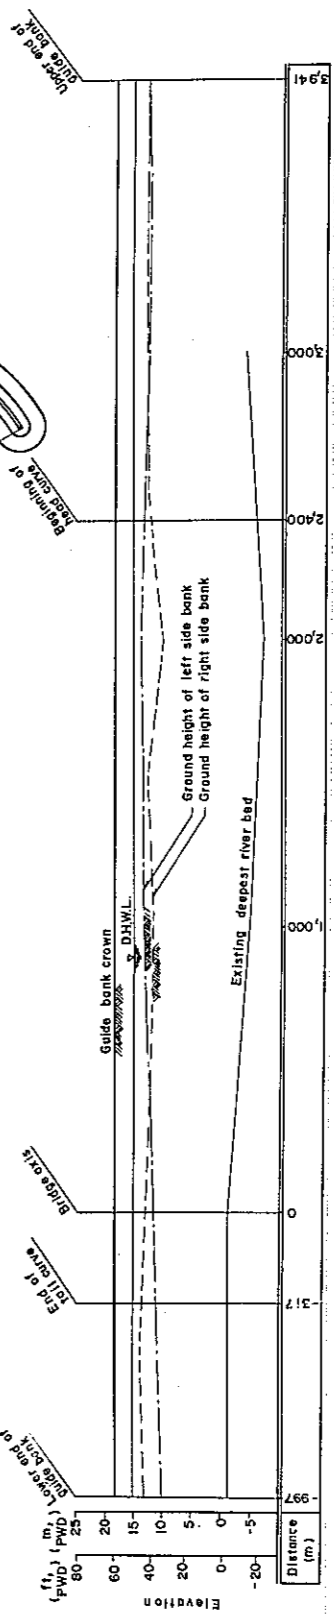 Upper end of
guide bank
Beginning of
head curve
Bridge axis
End of
tail curve
Lower end of
guide bank
Guide bank crown
D.H.W.L.
Ground height of left side bank
Ground height of right side bank
Existing deepest river bed
Elevation
(ft, PWD) (m, PWD)
80 25
60
15
40
20 5
0 0
-20 -5
Distance
(m)
-997
-317
0
1,000
2,000
2,400
3,000
3,941